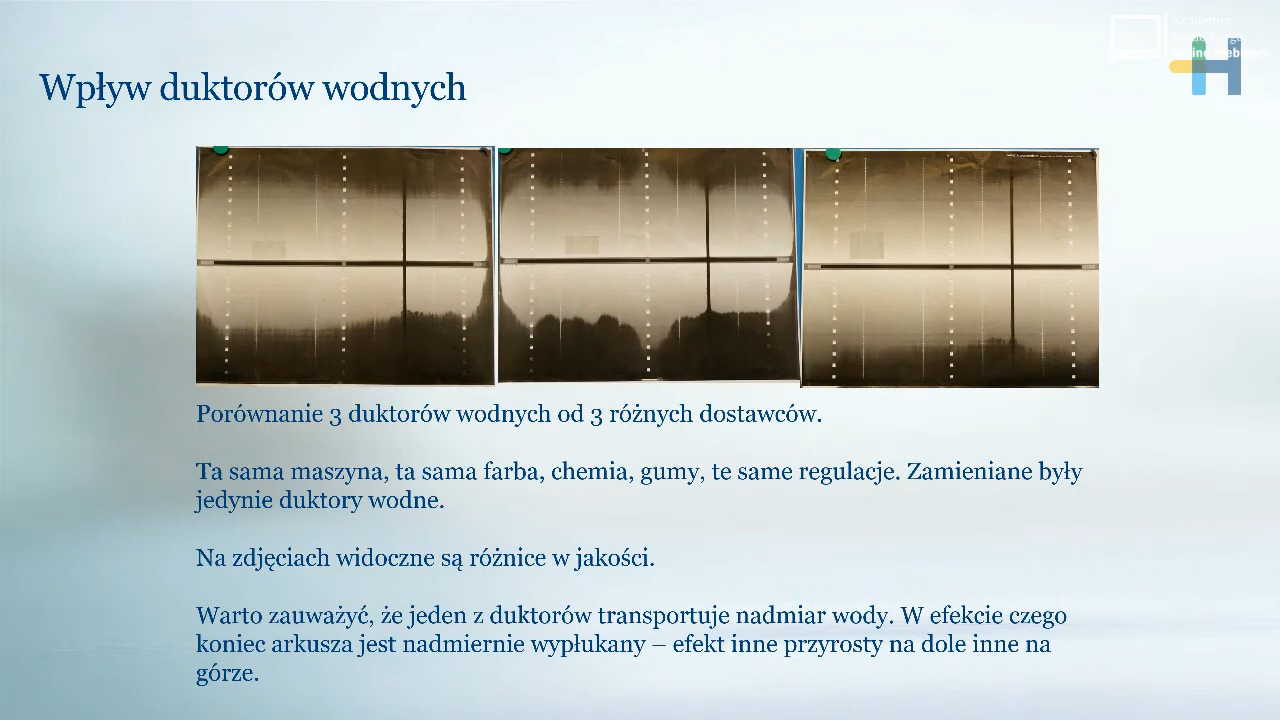 Wpływ duktorów wodnych
Porównanie 3 duktorów wodnych od 3 różnych dostawców.
Ta sama maszyna, ta sama farba, chemia, gumy, te same regulacje. Zamieniane były
jedynie duktory wodne.
Na zdjęciach widoczne są różnice w jakości.
Warto zauważyć, że jeden z duktorów transportuje nadmiar wody. W efekcie czego
koniec arkusza jest nadmiernie wypłukany – efekt inne przyrosty na dole inne na
górze.